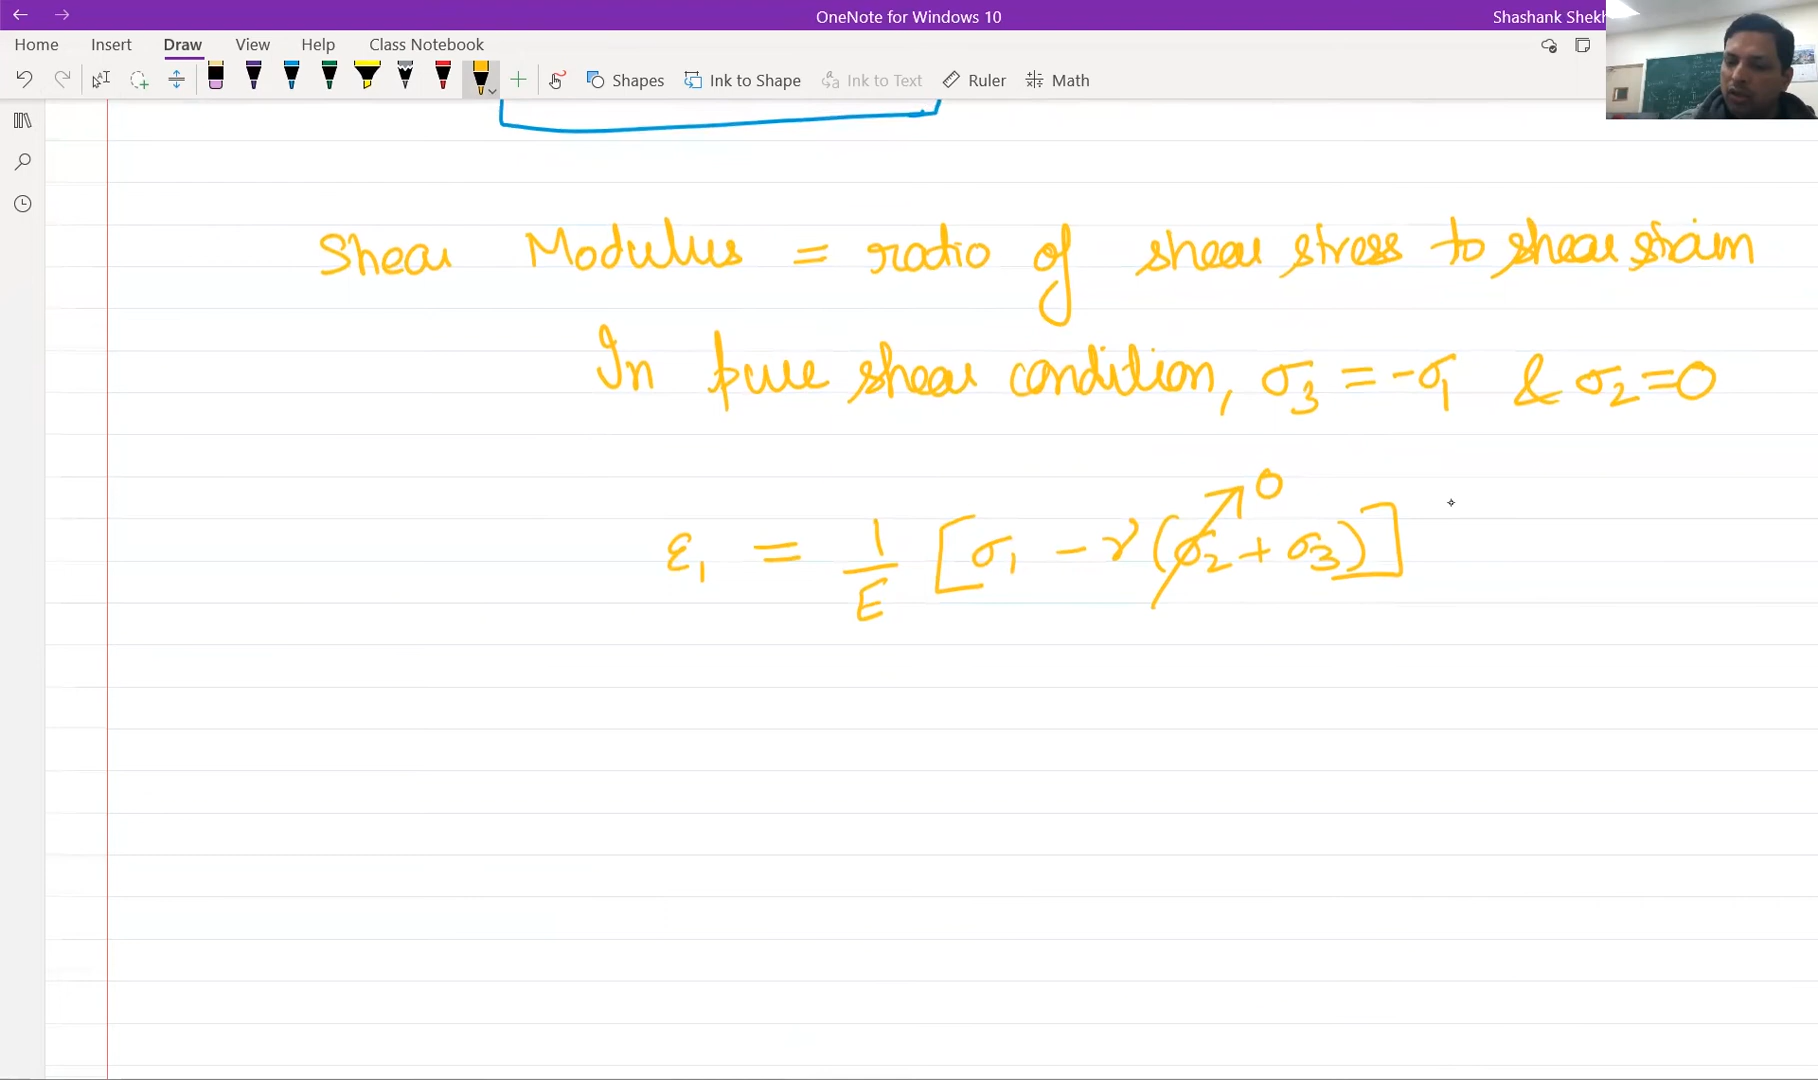 OneNote for Windows 10
Shashank Shekh
Home Insert Draw View Help Class Notebook
Shapes Ink to Shape Ink to Text Ruler Math
Shear Modulus = ratio of shear stress to shear strain
In pure shear condition, σ3 = -σ1 & σ2 = 0
0
ε1 = 1/E [σ1 - ν(σ2 + σ3)]